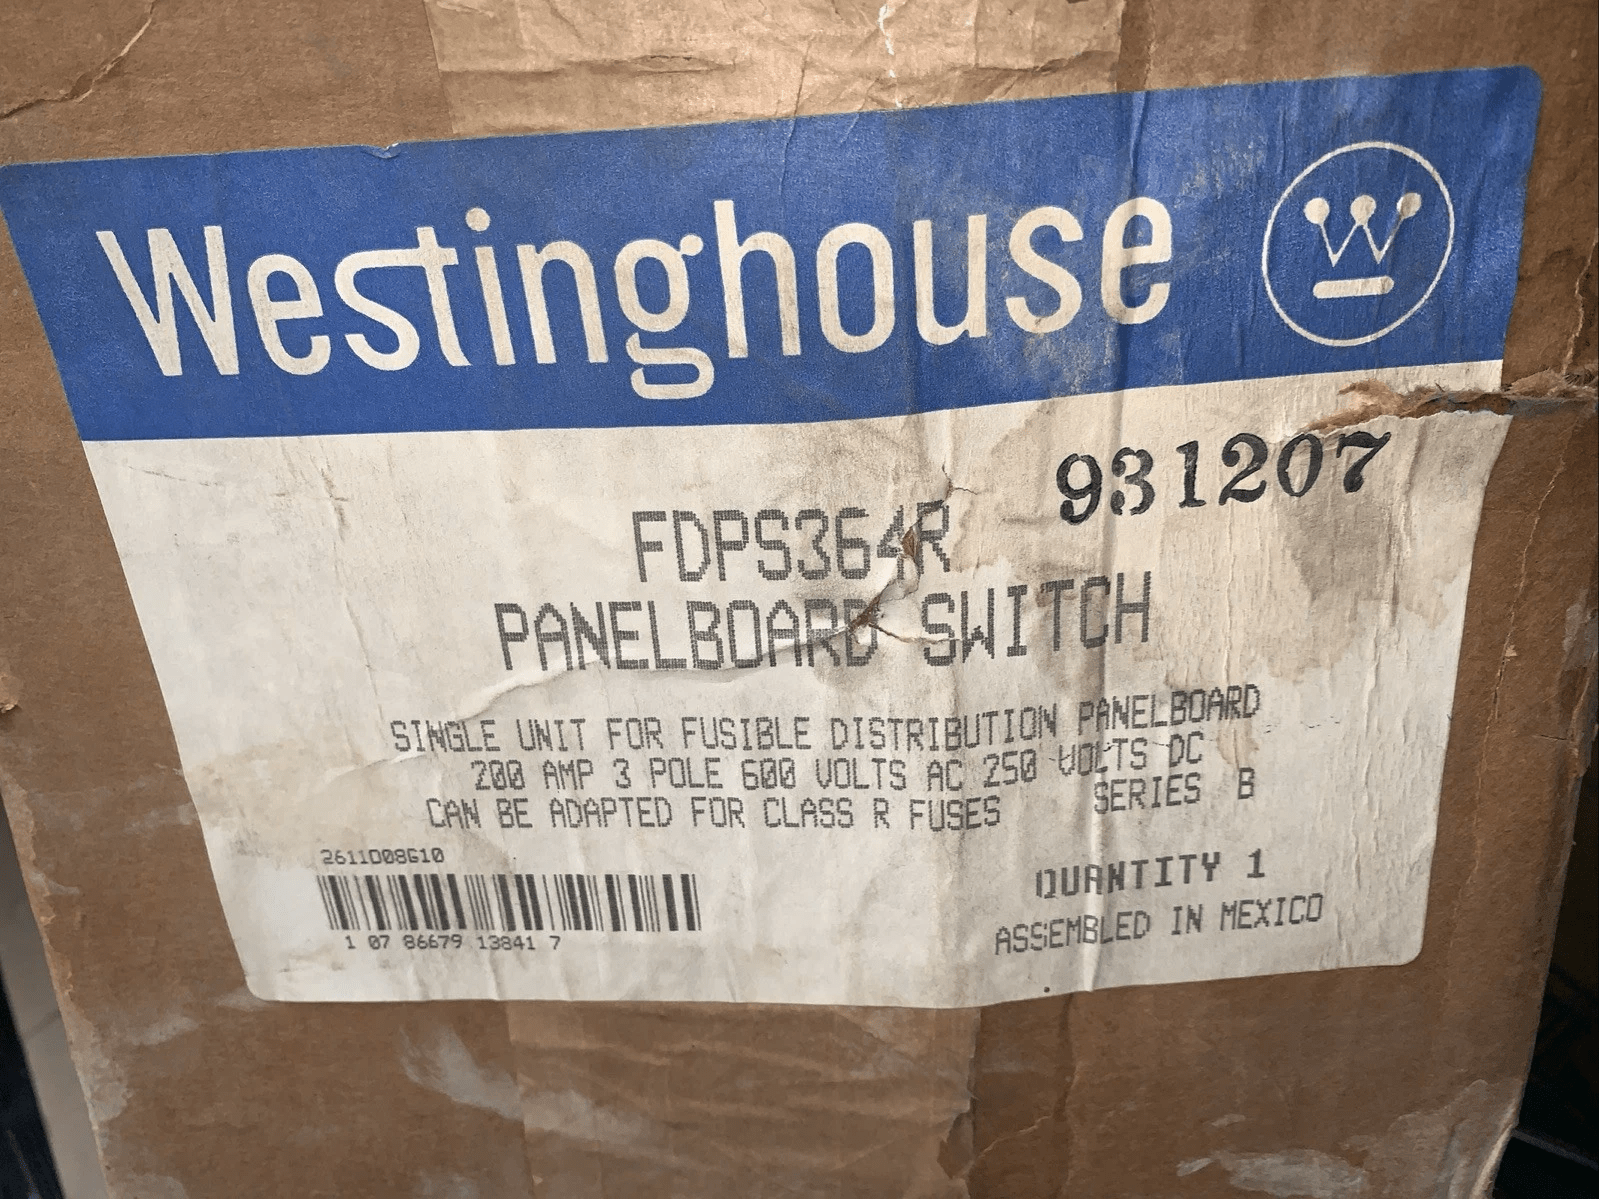 Westinghouse
931207
FDPS364R
PANELBOARD SWITCH
SINGLE UNIT FOR FUSIBLE DISTRIBUTION PANELBOARD
200 AMP 3 POLE 600 VOLTS AC 250 VOLTS DC
CAN BE ADAPTED FOR CLASS R FUSES SERIES B
2611D08G10
1 07 86679 13841 7
QUANTITY 1
ASSEMBLED IN MEXICO